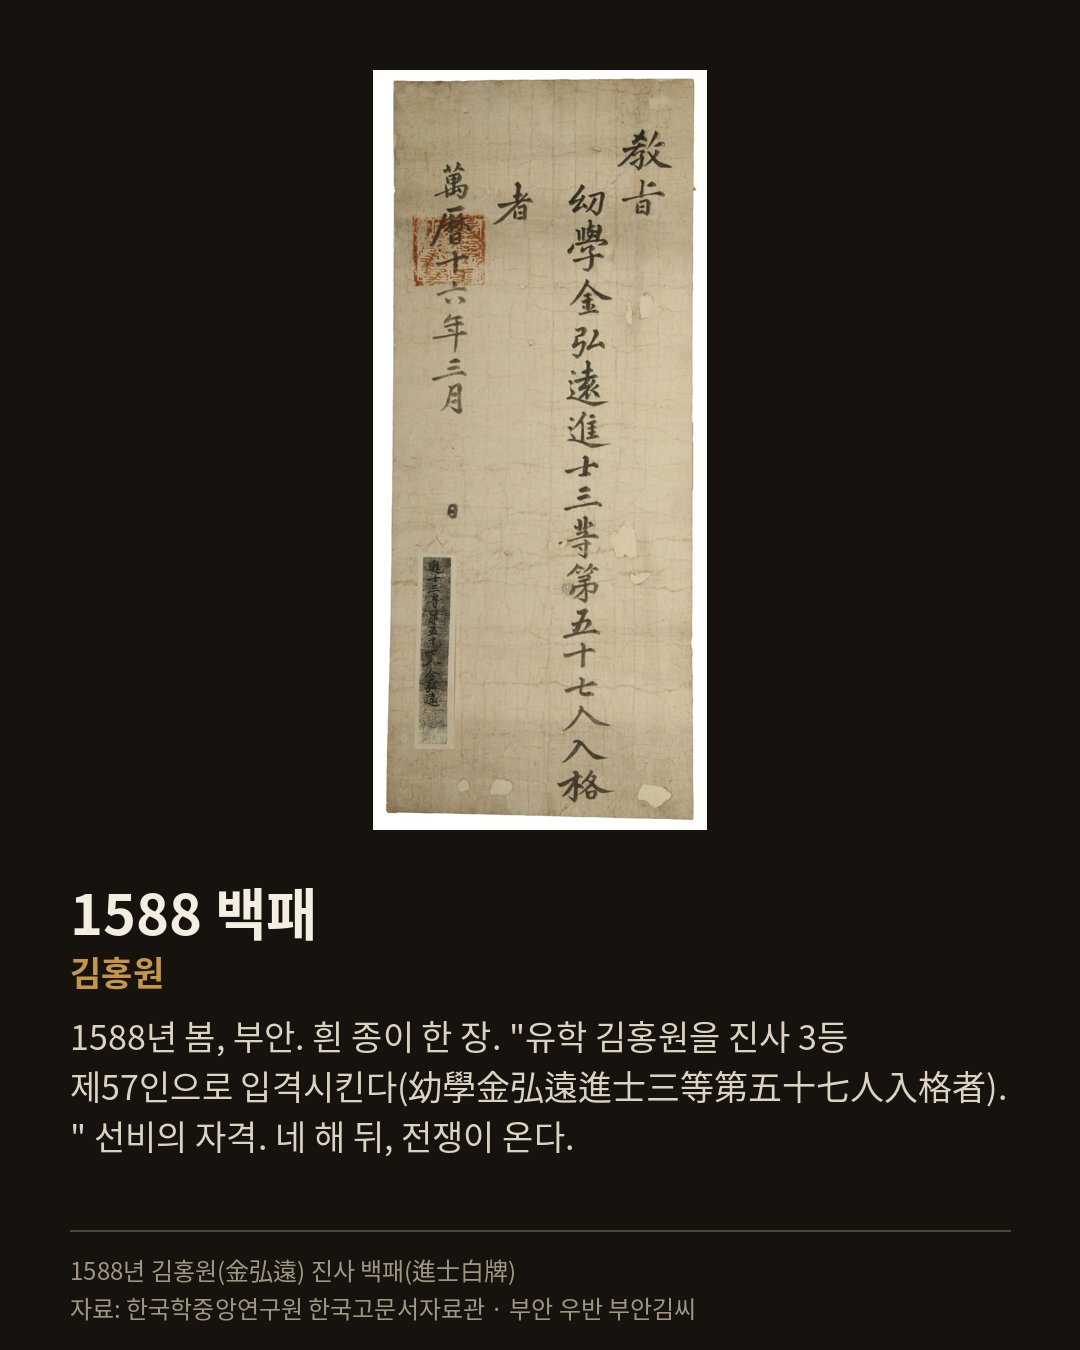 教旨
幼學金弘遠進士三等第五十七人入格
者
萬曆十六年三月 日
1588 백패
김홍원
1588년 봄, 부안. 흰 종이 한 장. "유학 김홍원을 진사 3등
제57인으로 입격시킨다(幼學金弘遠進士三等第五十七人入格者).
" 선비의 자격. 네 해 뒤, 전쟁이 온다.
1588년 김홍원(金弘遠) 진사 백패(進士白牌)
자료: 한국학중앙연구원 한국고문서자료관 · 부안 우반 부안김씨